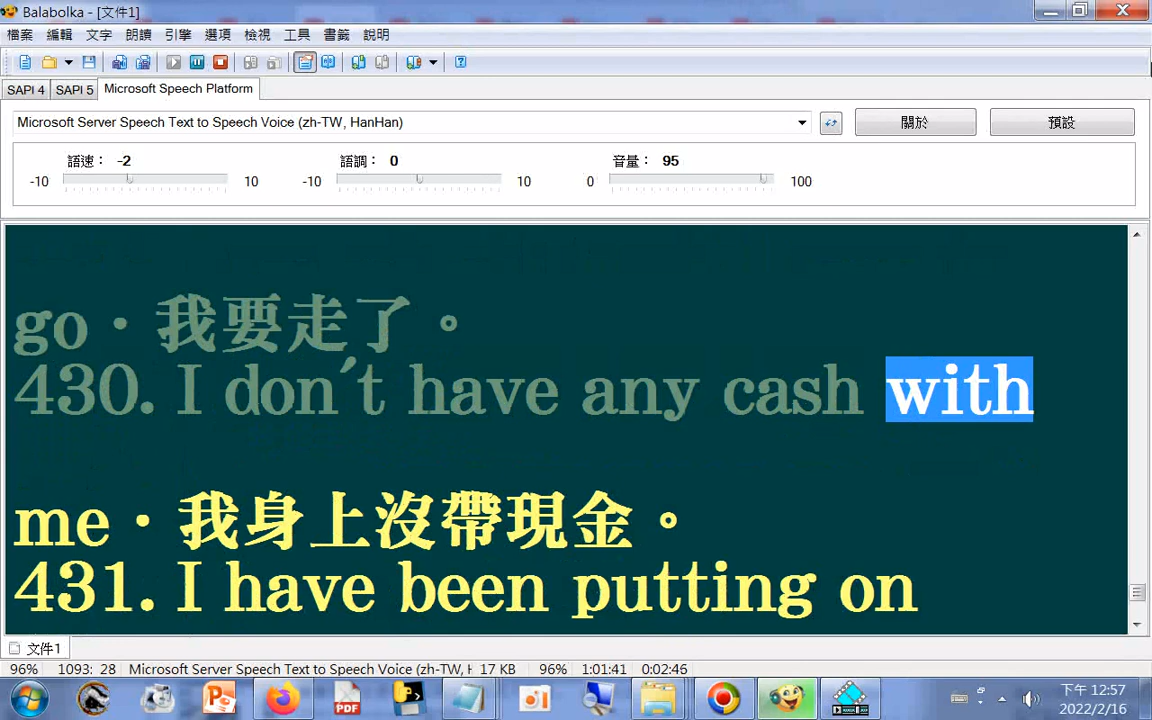 Balabolka - [文件1]
檔案 編輯 文字 朗讀 引擎 選項 檢視 工具 書籤 說明
SAPI 4 SAPI 5 Microsoft Speech Platform
Microsoft Server Speech Text to Speech Voice (zh-TW, HanHan) 關於 預設
語速： -2 語調： 0 音量： 95
-10 10 -10 10 0 100
go．我要走了。
430. I don't have any cash with
me．我身上沒帶現金。
431. I have been putting on
文件1
96% 1093: 28 Microsoft Server Speech Text to Speech Voice (zh-TW, H 17 KB 96% 1:01:41 0:02:46
PDF
下午 12:57
2022/2/16